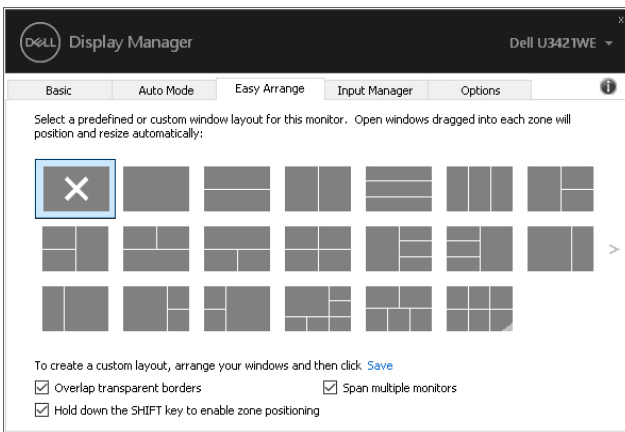 x
DELL Display Manager Dell U3421WE
Basic Auto Mode Easy Arrange Input Manager Options i
Select a predefined or custom window layout for this monitor. Open windows dragged into each zone will
position and resize automatically:
>
To create a custom layout, arrange your windows and then click Save
Overlap transparent borders Span multiple monitors
Hold down the SHIFT key to enable zone positioning